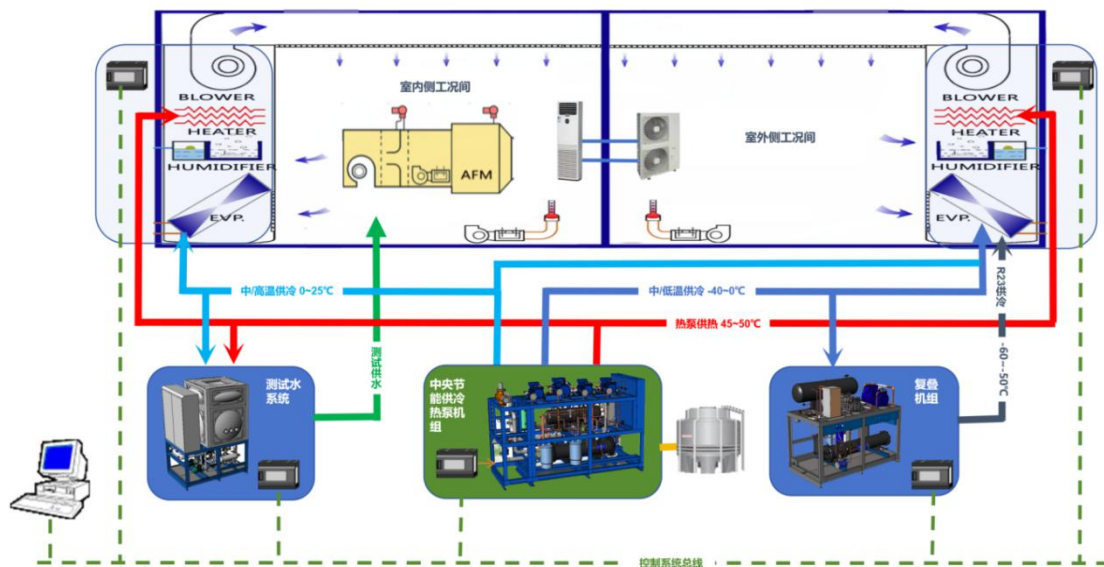 室内侧工况间
室外侧工况间
BLOWER
HEATER
HUMIDIFIER
EVP.
AFM
BLOWER
HEATER
HUMIDIFIER
EVP.
中/高温供冷 0~25℃
中/低温供冷 -40~0℃
热泵供热 45~50℃
R23供冷
-60~-50℃
测试供水
测试水
系统
中央节
能供冷
热泵机
组
复叠
机组
控制系统总线